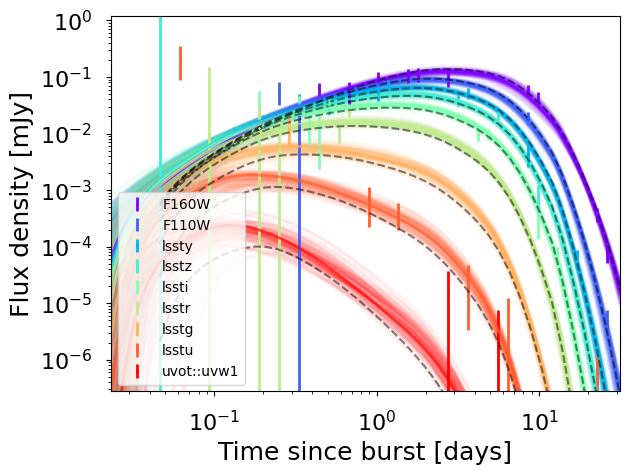 Flux density [mJy]
10⁰
10⁻¹
10⁻²
10⁻³
10⁻⁴
10⁻⁵
10⁻⁶
F160W
F110W
lssty
lsstz
lssti
lsstr
lsstg
lsstu
uvot::uvw1
10⁻¹ 10⁰ 10¹
Time since burst [days]